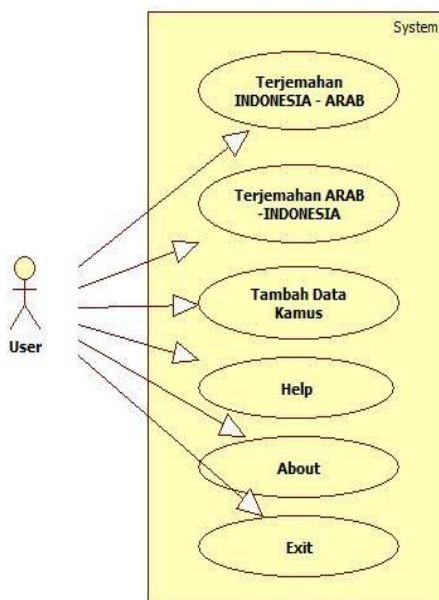 System
Terjemahan
INDONESIA - ARAB
Terjemahan ARAB
-INDONESIA
Tambah Data
Kamus
User
Help
About
Exit